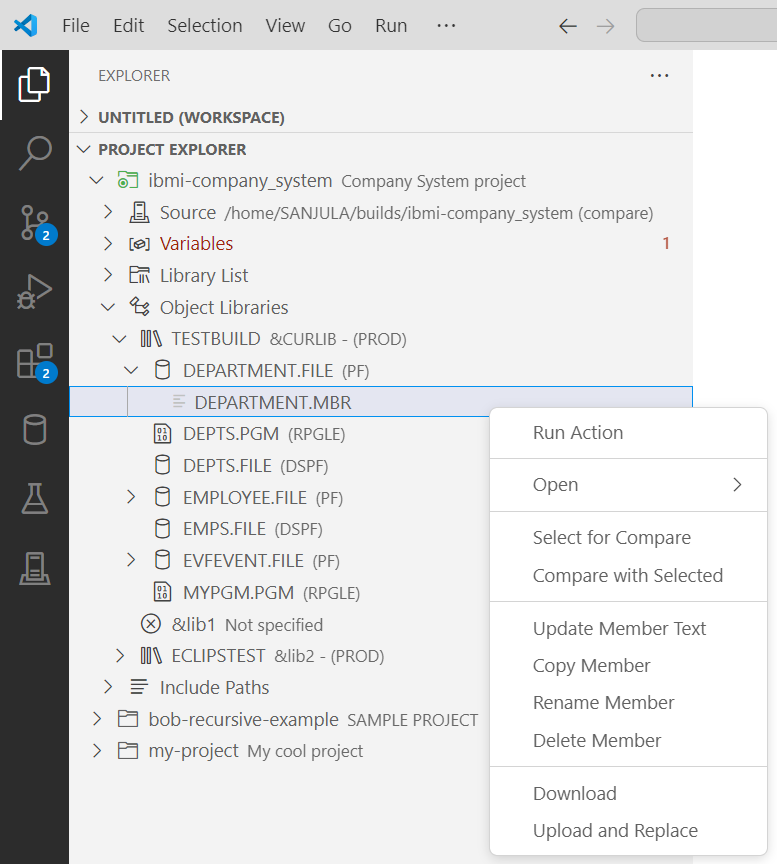 File Edit Selection View Go Run ···
EXPLORER ···
UNTITLED (WORKSPACE)
PROJECT EXPLORER
ibmi-company_system Company System project
Source /home/SANJULA/builds/ibmi-company_system (compare)
Variables 1
2
Library List
Object Libraries
TESTBUILD &CURLIB - (PROD)
DEPARTMENT.FILE (PF)
2
DEPARTMENT.MBR
DEPTS.PGM (RPGLE)
DEPTS.FILE (DSPF)
EMPLOYEE.FILE (PF)
EMPS.FILE (DSPF)
EVFEVENT.FILE (PF)
MYPGM.PGM (RPGLE)
&lib1 Not specified
ECLIPSTEST &lib2 - (PROD)
Include Paths
bob-recursive-example SAMPLE PROJECT
my-project My cool project
Run Action
Open
Select for Compare
Compare with Selected
Update Member Text
Copy Member
Rename Member
Delete Member
Download
Upload and Replace